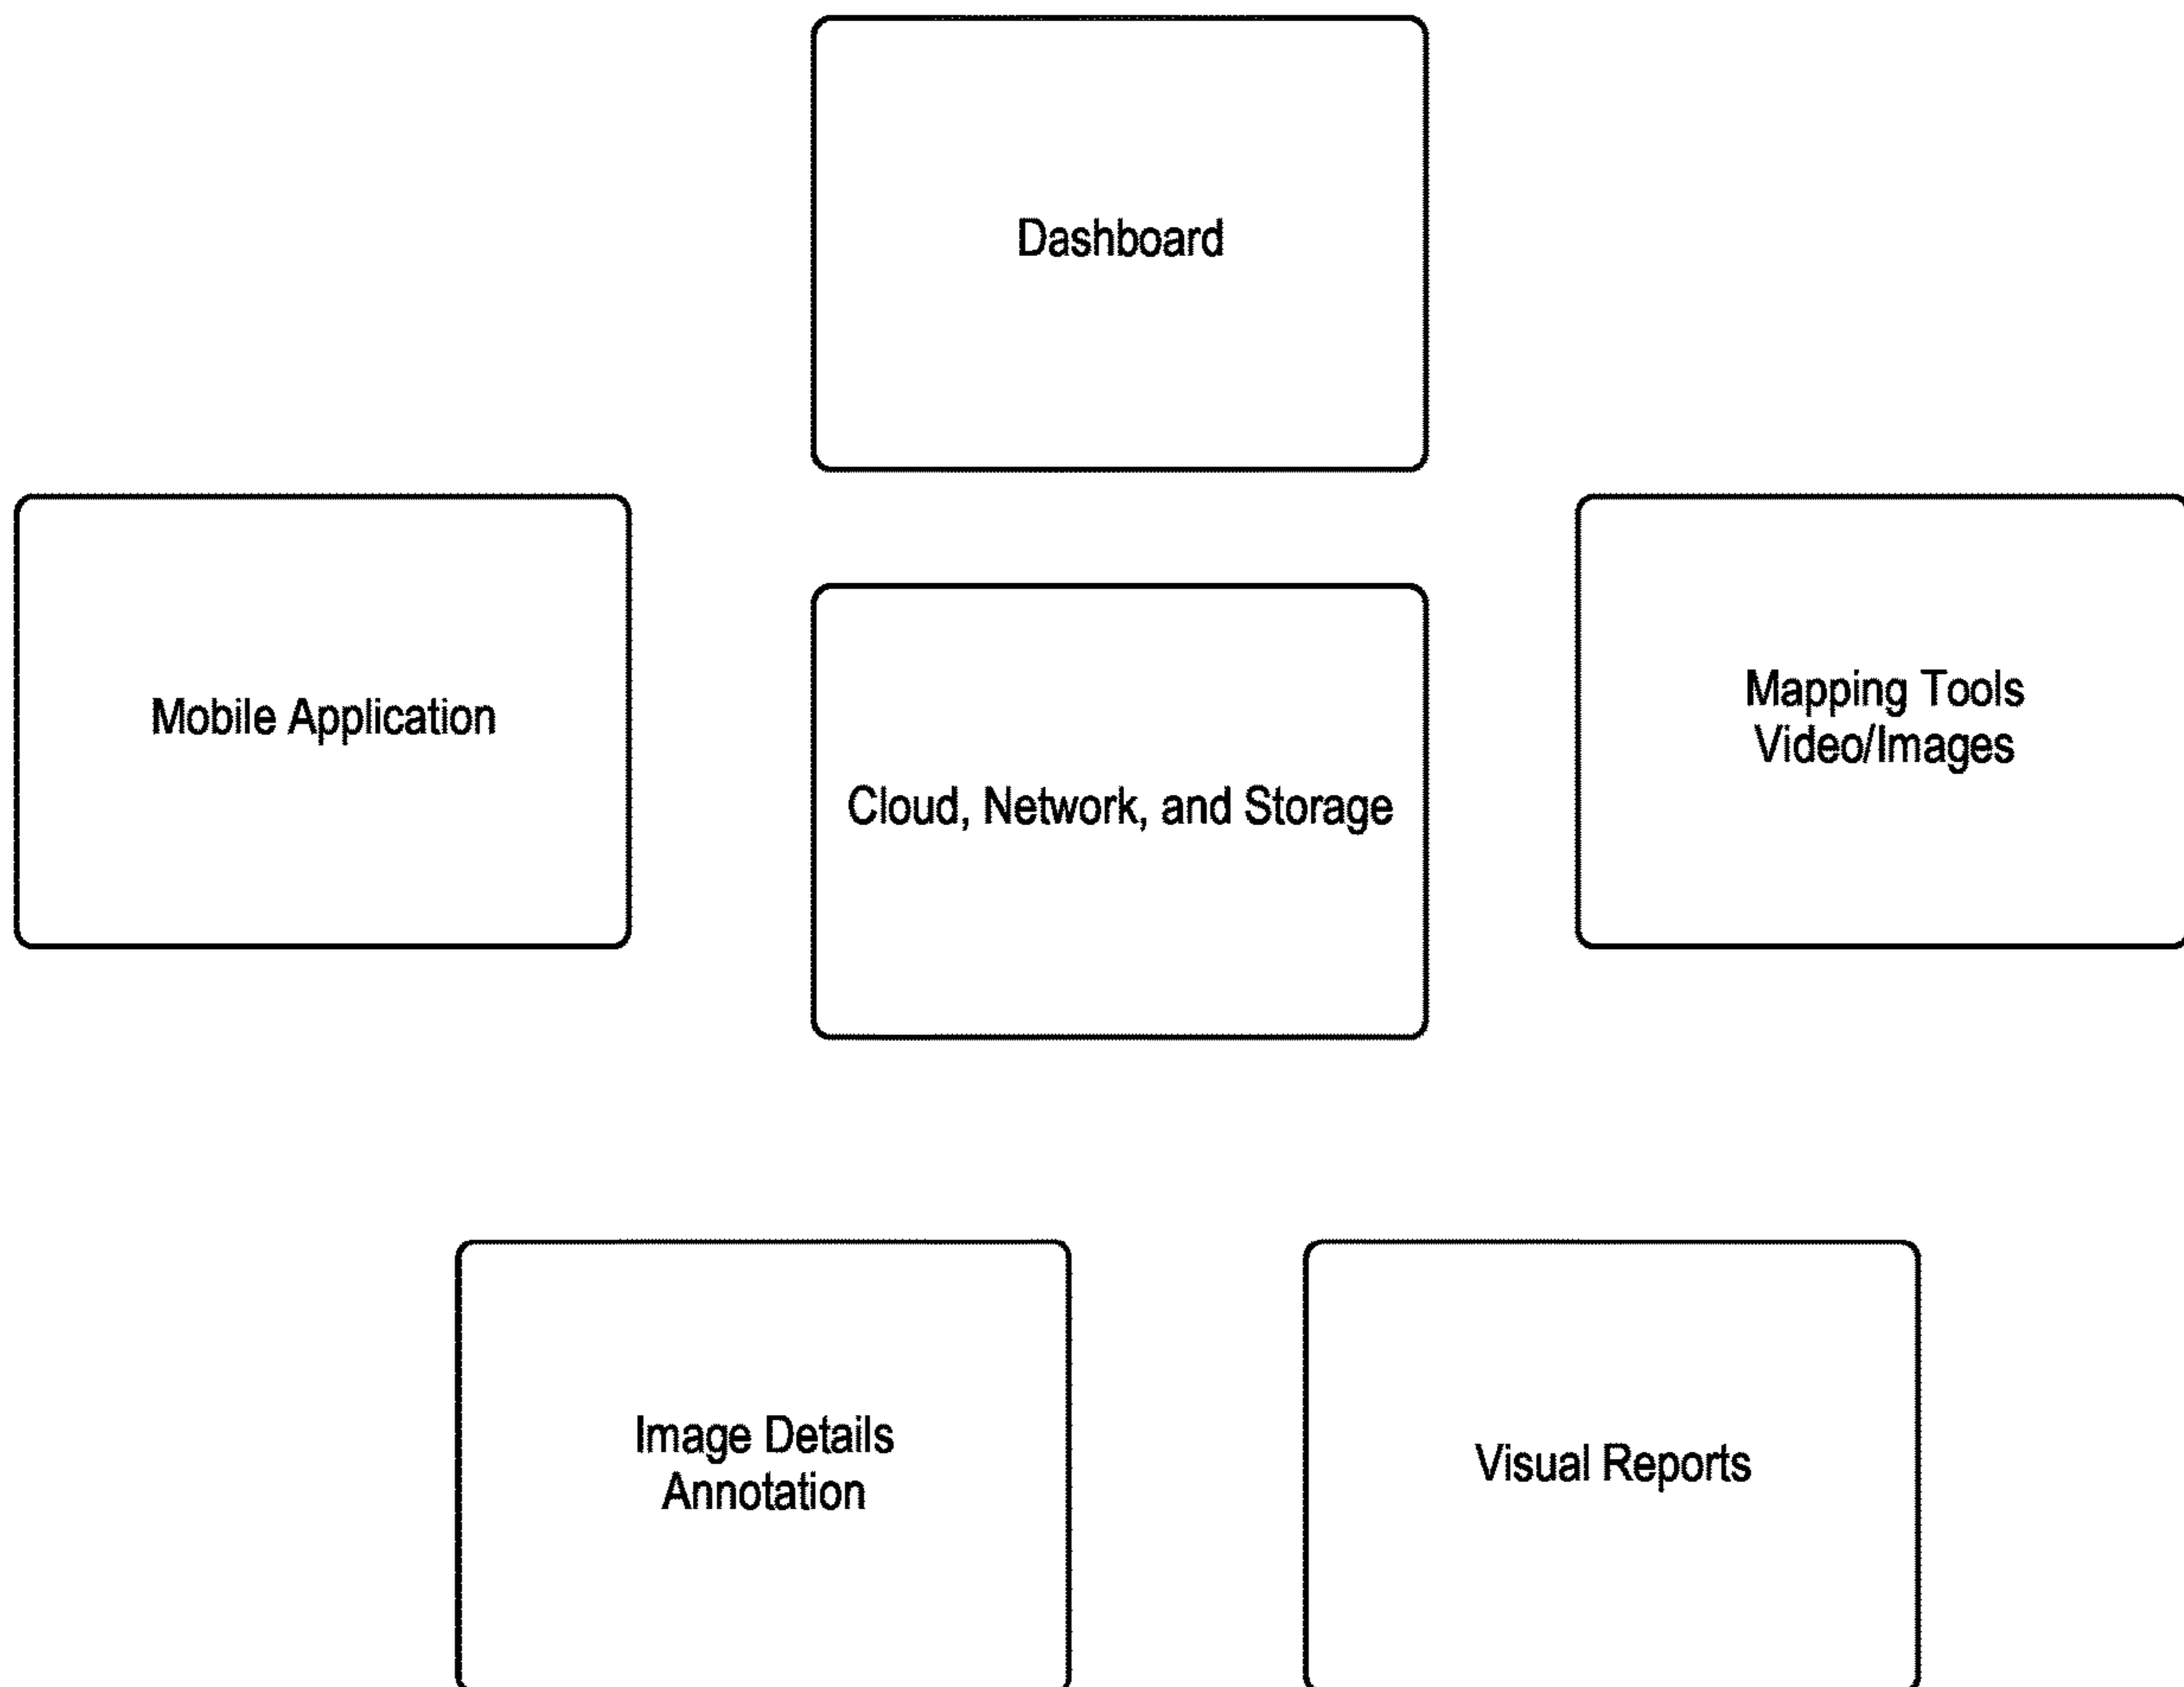 Dashboard
Mobile Application
Mapping Tools
Video/Images
Cloud, Network, and Storage
Image Details
Annotation
Visual Reports